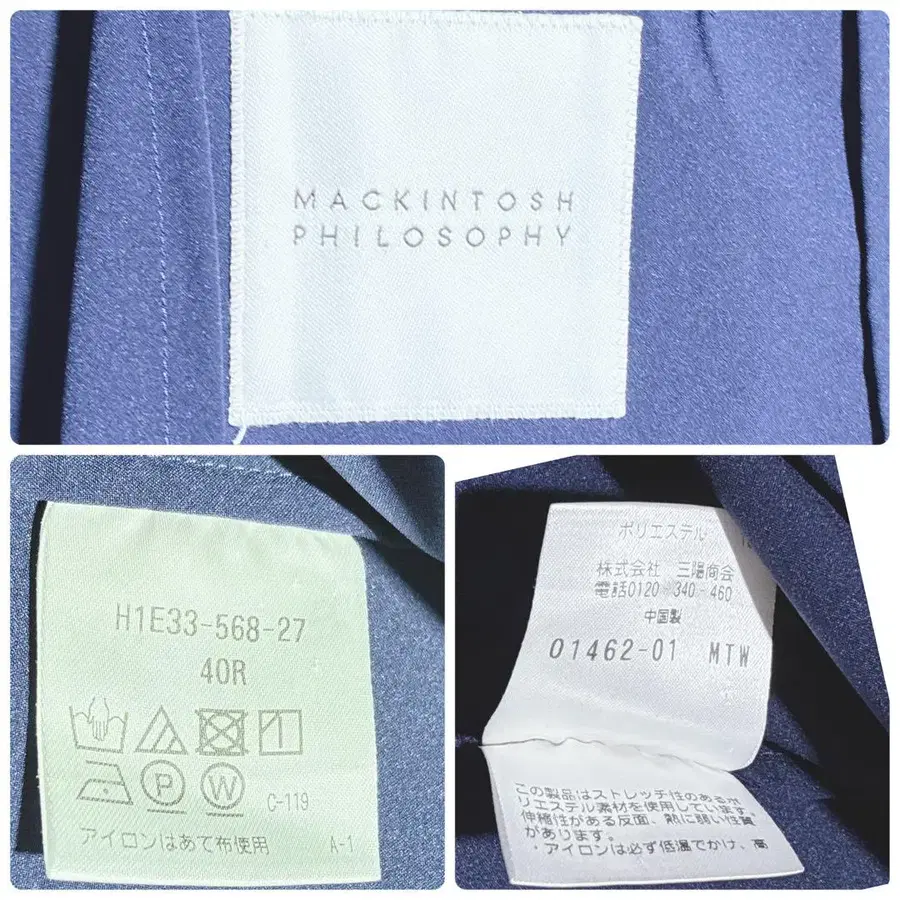 MACKINTOSH
PHILOSOPHY
H1E33-568-27
40R
P W C-119
アイロンはあて布使用 A-1
ポリエステル
株式会社 三陽商会
電話0120-340-460
中国製
01462-01 MTW
この製品はストレッチ性のあるポ
リエステル素材を使用しています
伸縮性がある反面、熱に弱い性質
があります。
・アイロンは必ず低温でかけ、高